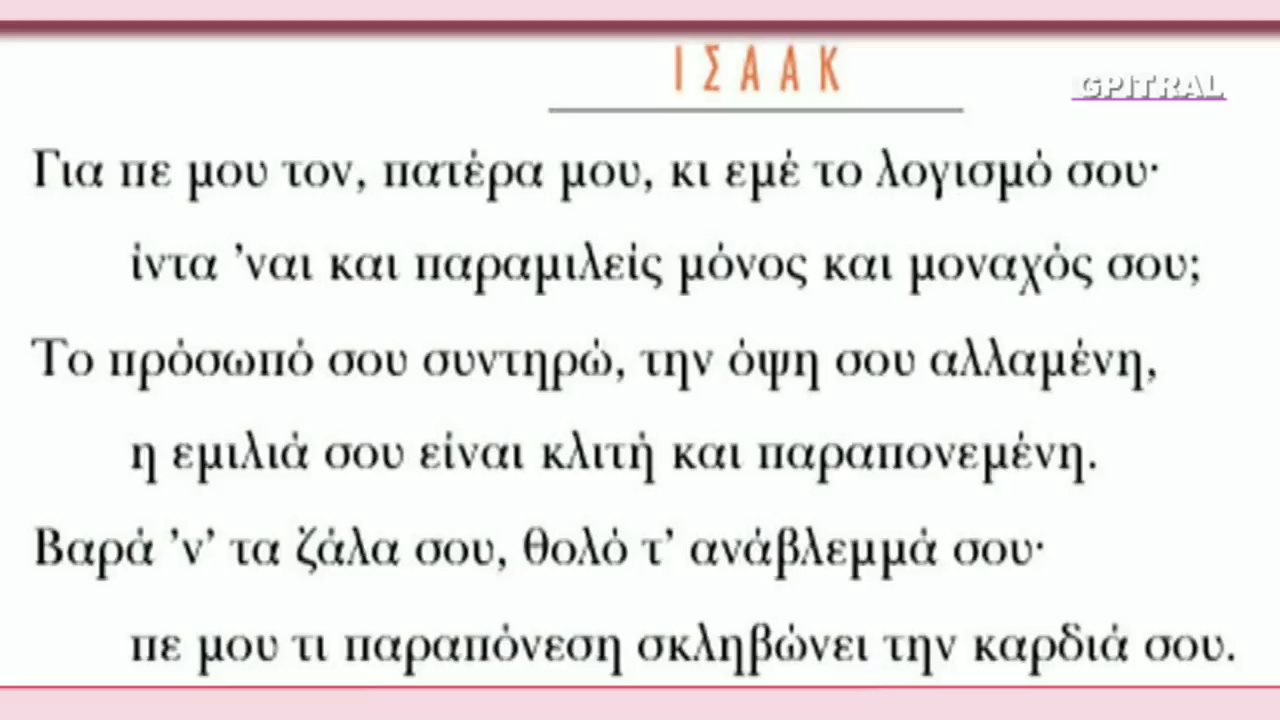 ΙΣΑΑΚ
GPITRAL
Για πε μου τον, πατέρα μου, κι εμέ το λογισμό σου·
ίντα ’ναι και παραμιλείς μόνος και μοναχός σου;
Το πρόσωπό σου συντηρώ, την όψη σου αλλαμένη,
η εμιλιά σου είναι κλιτή και παραπονεμένη.
Βαρά ’ν’ τα ζάλα σου, θολό τ’ ανάβλεμμά σου·
πε μου τι παραπόνεση σκληβώνει την καρδιά σου.